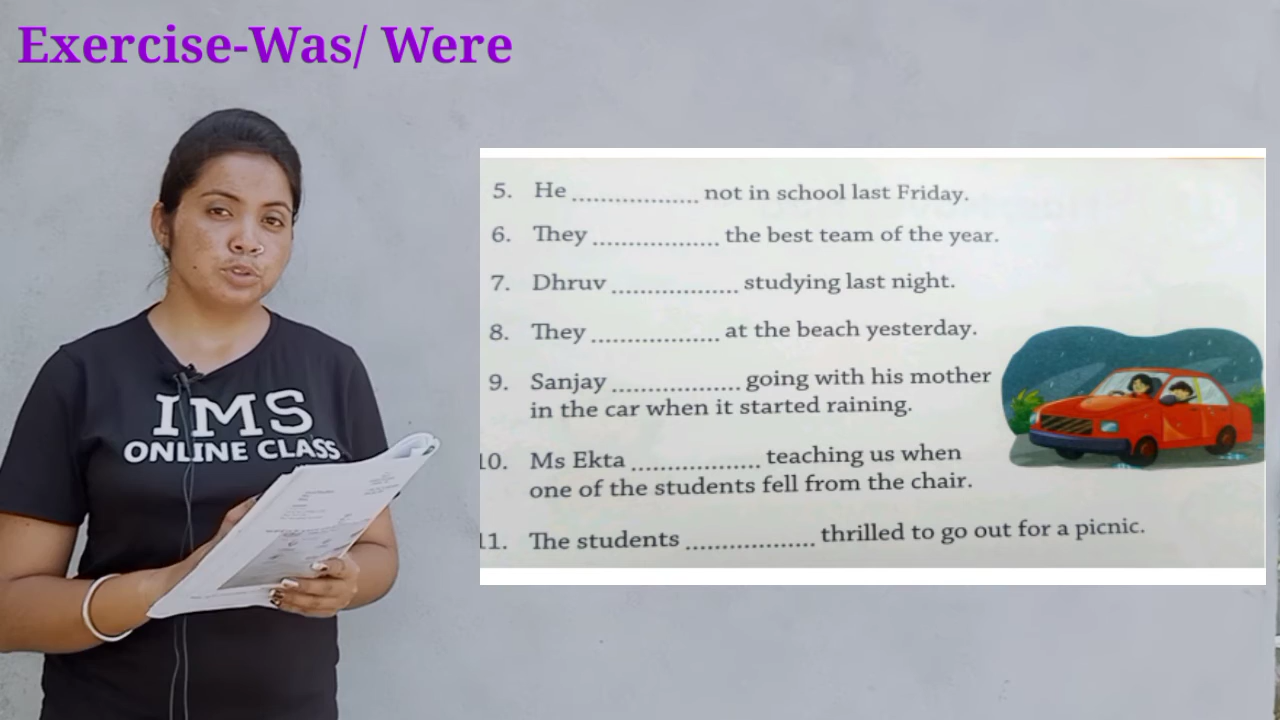 Exercise-Was/ Were
IMS
ONLINE CLASS
5. He .................. not in school last Friday.
6. They .................. the best team of the year.
7. Dhruv .................. studying last night.
8. They .................. at the beach yesterday.
9. Sanjay .................. going with his mother
in the car when it started raining.
10. Ms Ekta .................. teaching us when
one of the students fell from the chair.
11. The students .................. thrilled to go out for a picnic.